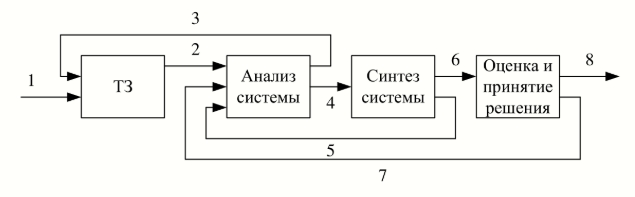 3
1
ТЗ
2
Анализ
системы
4
Синтез
системы
6
Оценка и
принятие
решения
8
5
7